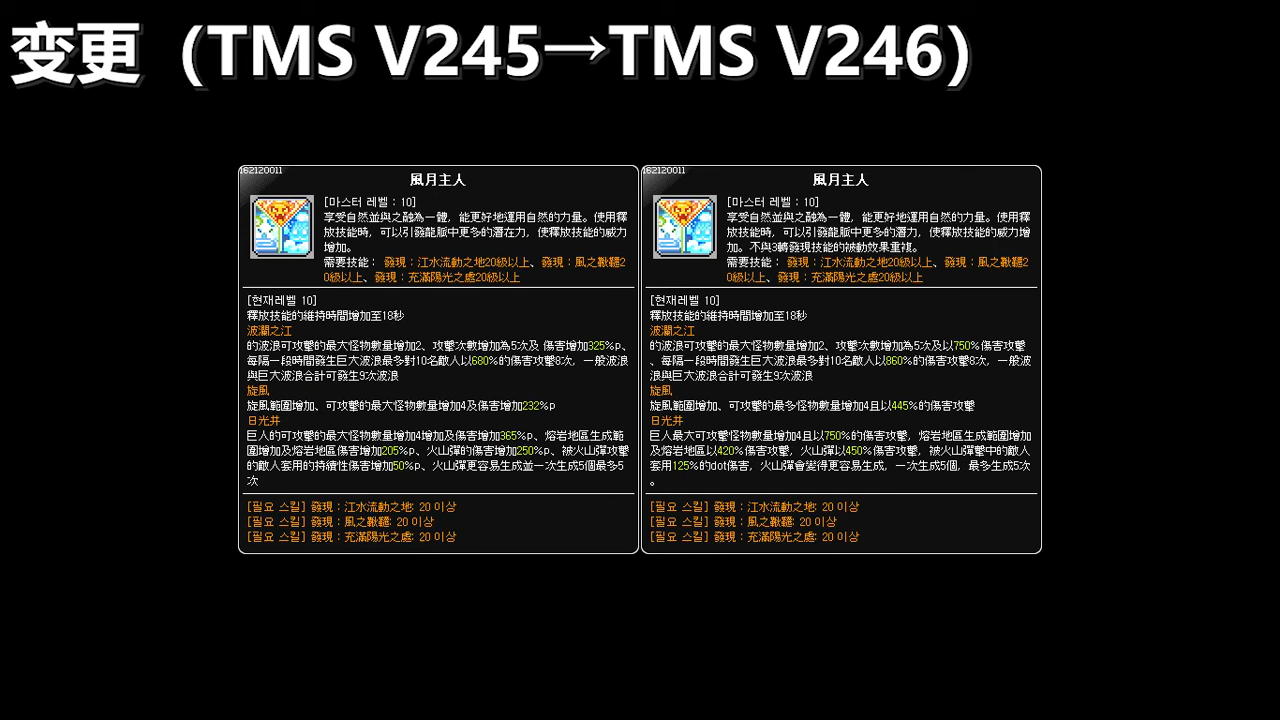 变更（TMS V245→TMS V246）
162120011
風月主人
[마스터 레벨 : 10]
享受自然並與之融為一體，能更好地運用自然的力量。使用釋
放技能時，可以引發龍脈中更多的潛在力，使釋放技能的威力
增加。
需要技能： 發現：江水流動之地20級以上、發現：風之鞦韆2
0級以上、發現：充滿陽光之處20級以上
[현재레벨 10]
釋放技能的維持時間增加至18秒
波瀾之江
的波浪可攻擊的最大怪物數量增加2、攻擊次數增加為5次及 傷害增加325%p、
每隔一段時間發生巨大波浪最多對10名敵人以680%的傷害攻擊8次，一般波浪
與巨大波浪合計可發生9次波浪
旋風
旋風範圍增加、可攻擊的最大怪物數量增加4及傷害增加232%p
日光井
巨人的可攻擊的最大怪物數量增加4增加及傷害增加365%p、熔岩地區生成範
圍增加及熔岩地區傷害增加205%p、火山彈的傷害增加250%p、被火山彈攻擊
的敵人套用的持續性傷害增加50%p、火山彈更容易生成並一次生成5個最多5
次
[필요 스킬] 發現：江水流動之地: 20 이상
[필요 스킬] 發現：風之鞦韆: 20 이상
[필요 스킬] 發現：充滿陽光之處: 20 이상
162120011
風月主人
[마스터 레벨 : 10]
享受自然並與之融為一體，能更好地運用自然的力量。使用釋
放技能時，可以引發龍脈中更多的潛力，使釋放技能的威力增
加。不與3轉發現技能的被動效果重複。
需要技能： 發現：江水流動之地20級以上、發現：風之鞦韆2
0級以上、發現：充滿陽光之處20級以上
[현재레벨 10]
釋放技能的維持時間增加至18秒
波瀾之江
的波浪可攻擊的最大怪物數量增加2、攻擊次數增加為5次及以750%傷害攻擊
、每隔一段時間發生巨大波浪最多對10名敵人以860%的傷害攻擊8次，一般波
浪與巨大波浪合計可發生9次波浪
旋風
旋風範圍增加、可攻擊的最多怪物數量增加4且以445%的傷害攻擊
日光井
巨人最大可攻擊怪物數量增加4且以750%的傷害攻擊，熔岩地區生成範圍增加
及熔岩地區以420%傷害攻擊，火山彈以450%傷害攻擊，被火山彈擊中的敵人
套用125%的dot傷害，火山彈會變得更容易生成，一次生成5個，最多生成5次
。
[필요 스킬] 發現：江水流動之地: 20 이상
[필요 스킬] 發現：風之鞦韆: 20 이상
[필요 스킬] 發現：充滿陽光之處: 20 이상